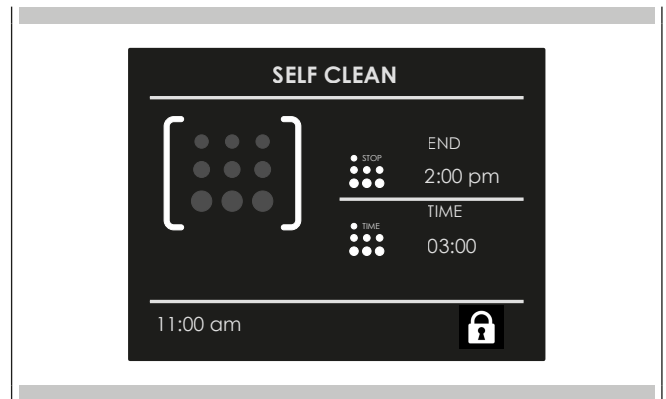 SELF CLEAN
STOP
END
2:00 pm
TIME
TIME
03:00
11:00 am